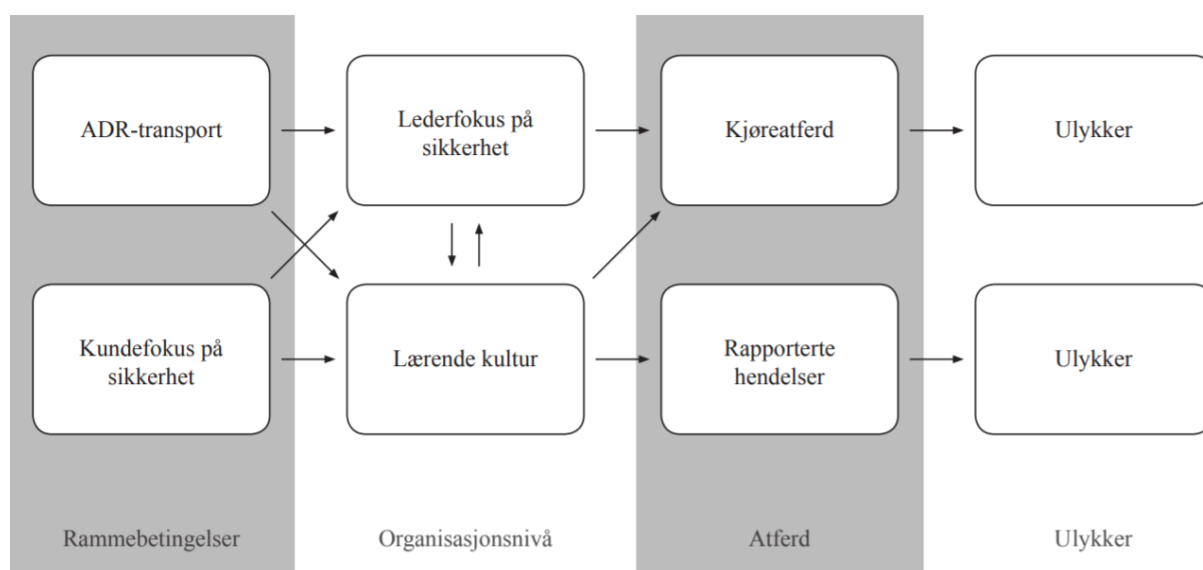 ADR-transport
Lederfokus på
sikkerhet
Kjøreatferd
Ulykker
Kundefokus på
sikkerhet
Lærende kultur
Rapporterte
hendelser
Ulykker
Rammebetingelser
Organisasjonsnivå
Atferd
Ulykker